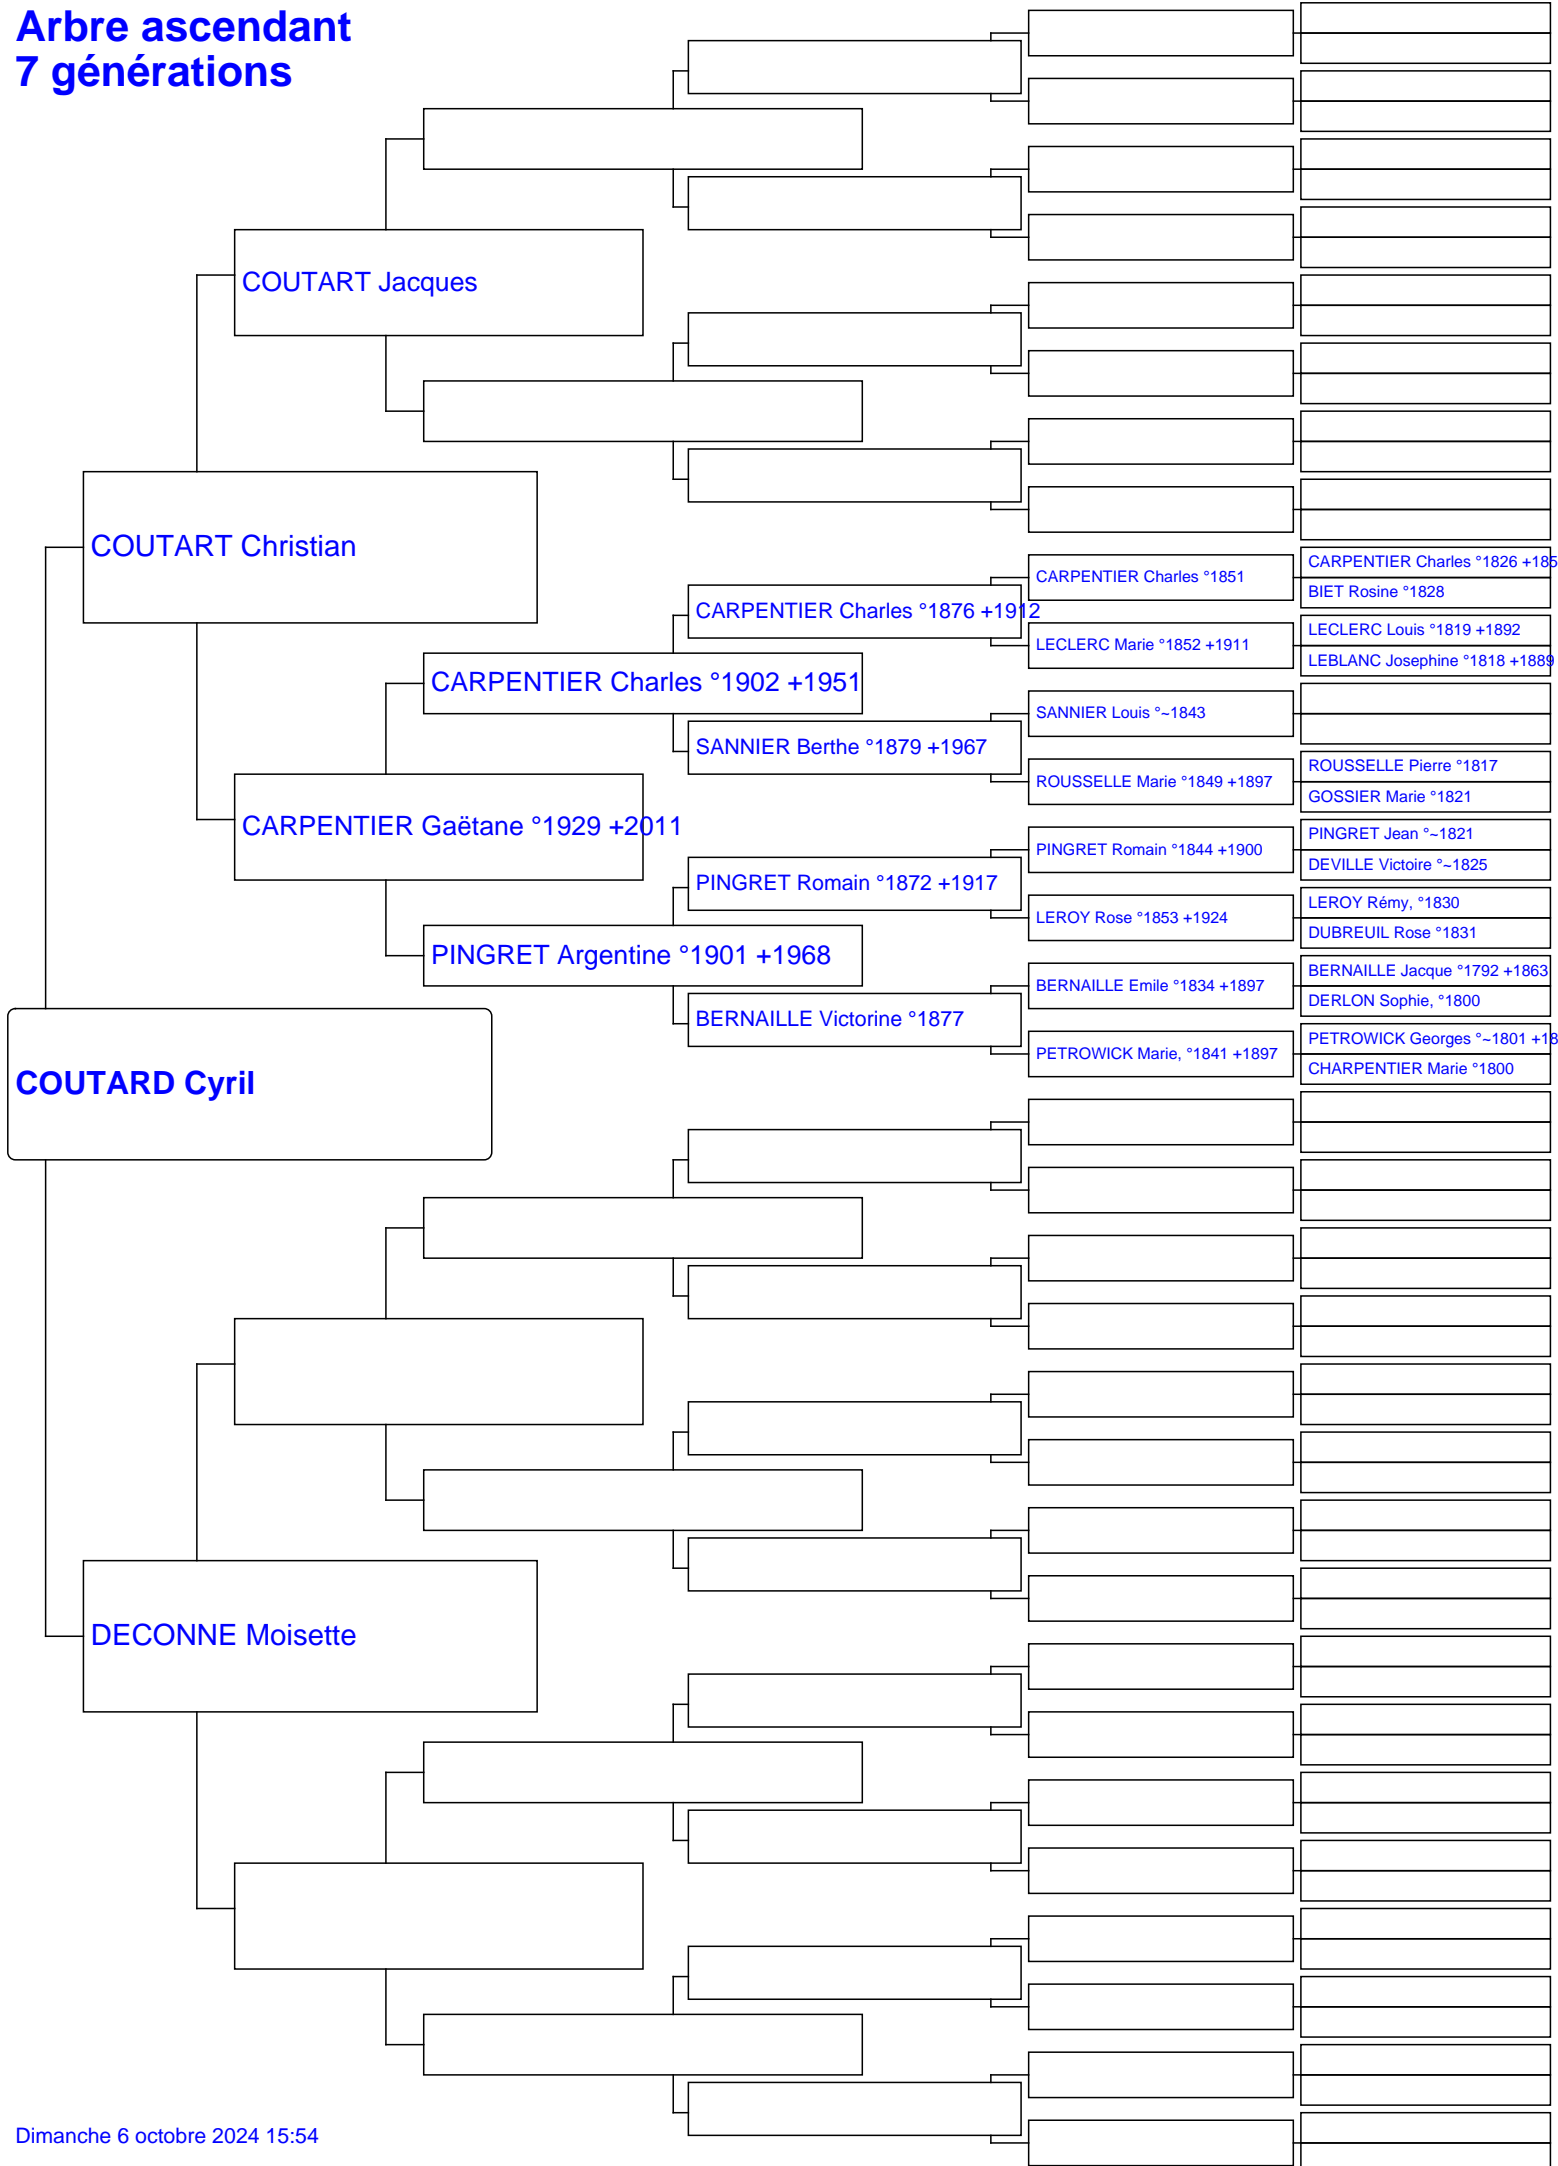 Arbre ascendant
7 générations
COUTART Jacques
COUTART Christian
CARPENTIER Charles °1851
CARPENTIER Charles °1826 +185
BIET Rosine °1828
CARPENTIER Charles °1876 +1912
LECLERC Marie °1852 +1911
LECLERC Louis °1819 +1892
LEBLANC Josephine °1818 +1889
CARPENTIER Charles °1902 +1951
SANNIER Louis °~1843
SANNIER Berthe °1879 +1967
ROUSSELLE Marie °1849 +1897
ROUSSELLE Pierre °1817
GOSSIER Marie °1821
CARPENTIER Gaëtane °1929 +2011
PINGRET Romain °1844 +1900
PINGRET Jean °~1821
DEVILLE Victoire °~1825
PINGRET Romain °1872 +1917
LEROY Rose °1853 +1924
LEROY Rémy, °1830
DUBREUIL Rose °1831
PINGRET Argentine °1901 +1968
BERNAILLE Emile °1834 +1897
BERNAILLE Jacque °1792 +1863
DERLON Sophie, °1800
BERNAILLE Victorine °1877
PETROWICK Marie, °1841 +1897
PETROWICK Georges °~1801 +18
CHARPENTIER Marie °1800
COUTARD Cyril
DECONNE Moisette
Dimanche 6 octobre 2024 15:54